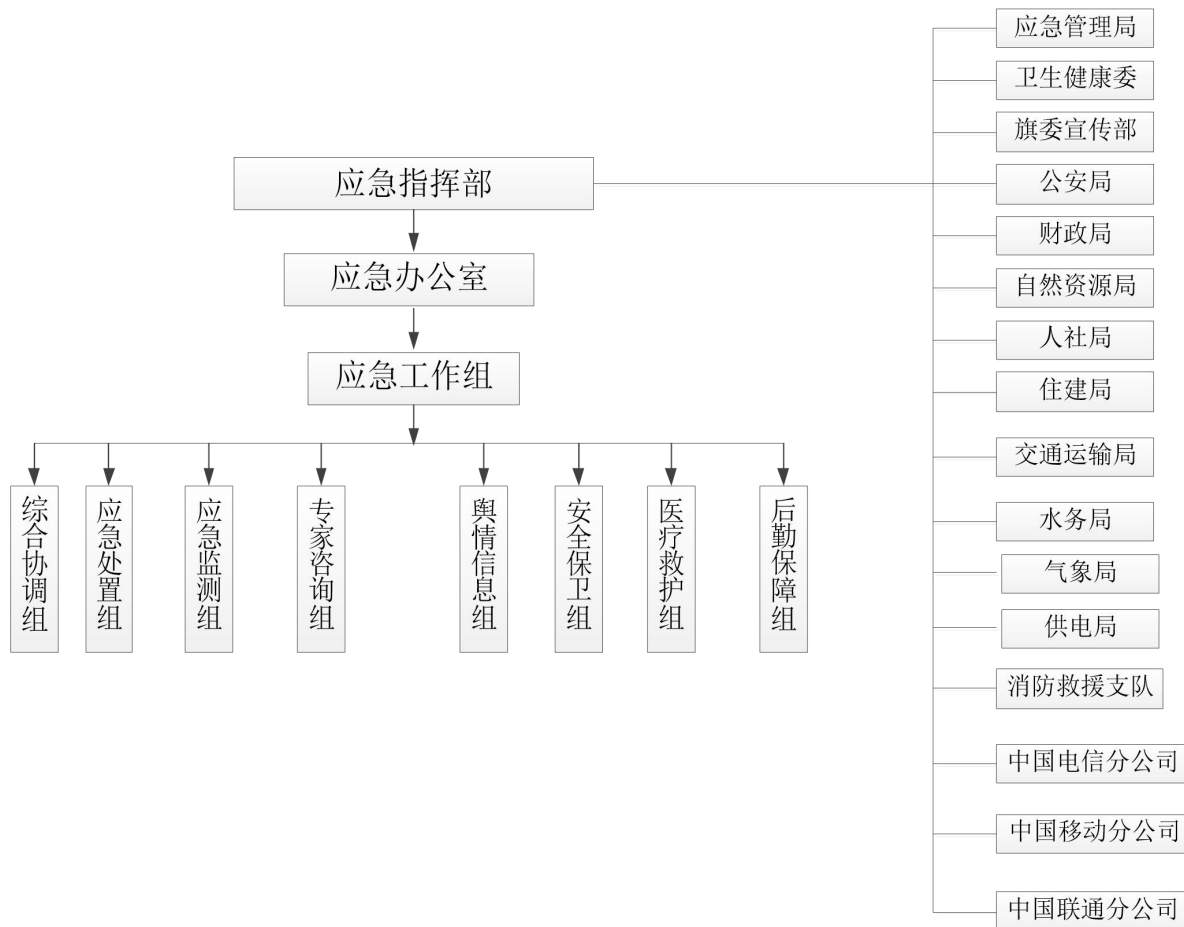 应急指挥部
应急办公室
应急工作组
综合协调组
应急处置组
应急监测组
专家咨询组
舆情信息组
安全保卫组
医疗救护组
后勤保障组
应急管理局
卫生健康委
旗委宣传部
公安局
财政局
自然资源局
人社局
住建局
交通运输局
水务局
气象局
供电局
消防救援支队
中国电信分公司
中国移动分公司
中国联通分公司